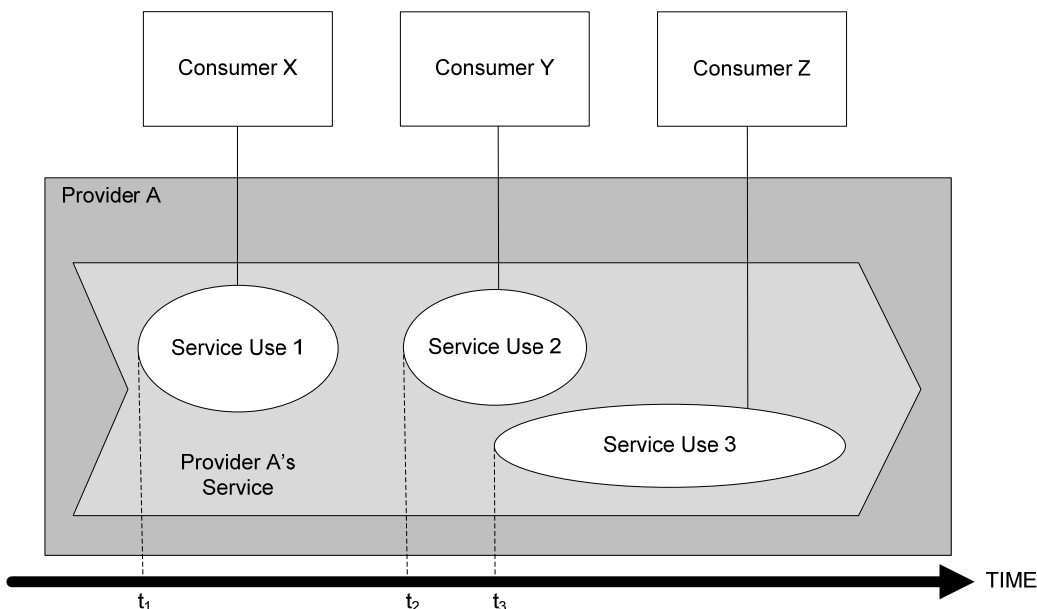 Consumer X
Consumer Y
Consumer Z
Provider A
Service Use 1
Service Use 2
Service Use 3
Provider A's
Service
TIME
t1
t2
t3